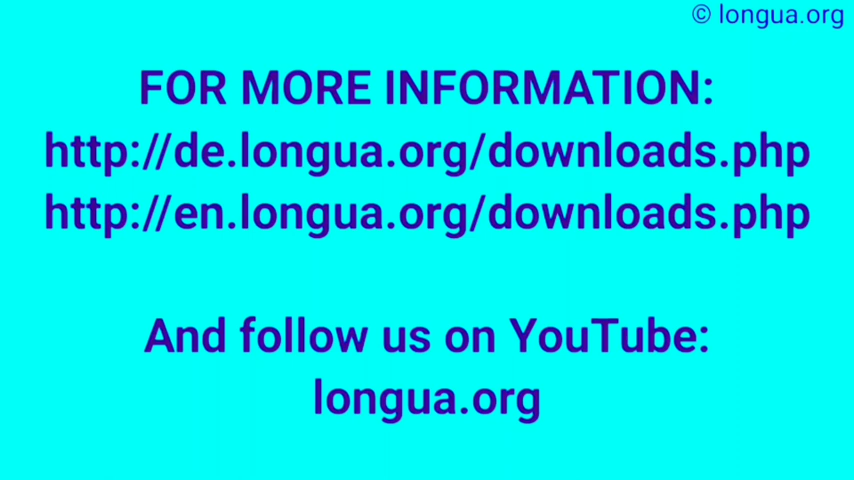 © longua.org
FOR MORE INFORMATION:
http://de.longua.org/downloads.php
http://en.longua.org/downloads.php
And follow us on YouTube:
longua.org